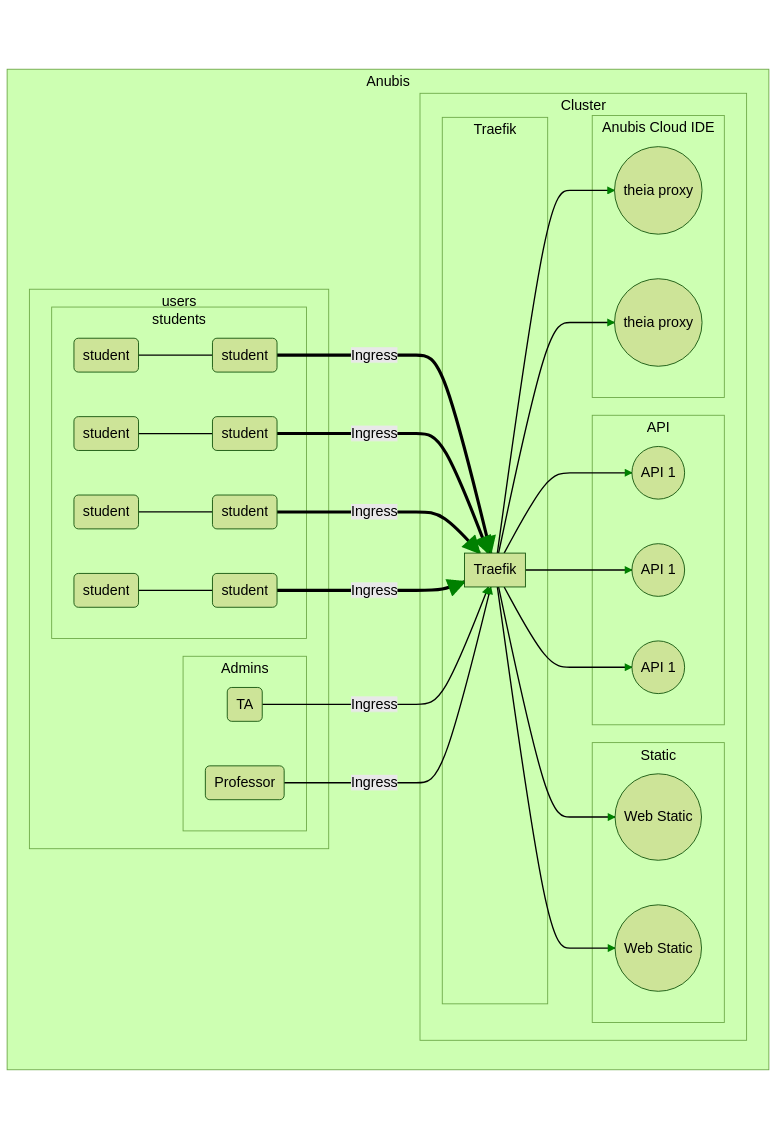 Anubis
Cluster
Traefik
Anubis Cloud IDE
theia proxy
theia proxy
users
students
student
student
Ingress
student
student
Ingress
student
student
Ingress
student
student
Ingress
Traefik
API
API 1
API 1
API 1
Admins
TA
Ingress
Professor
Ingress
Static
Web Static
Web Static